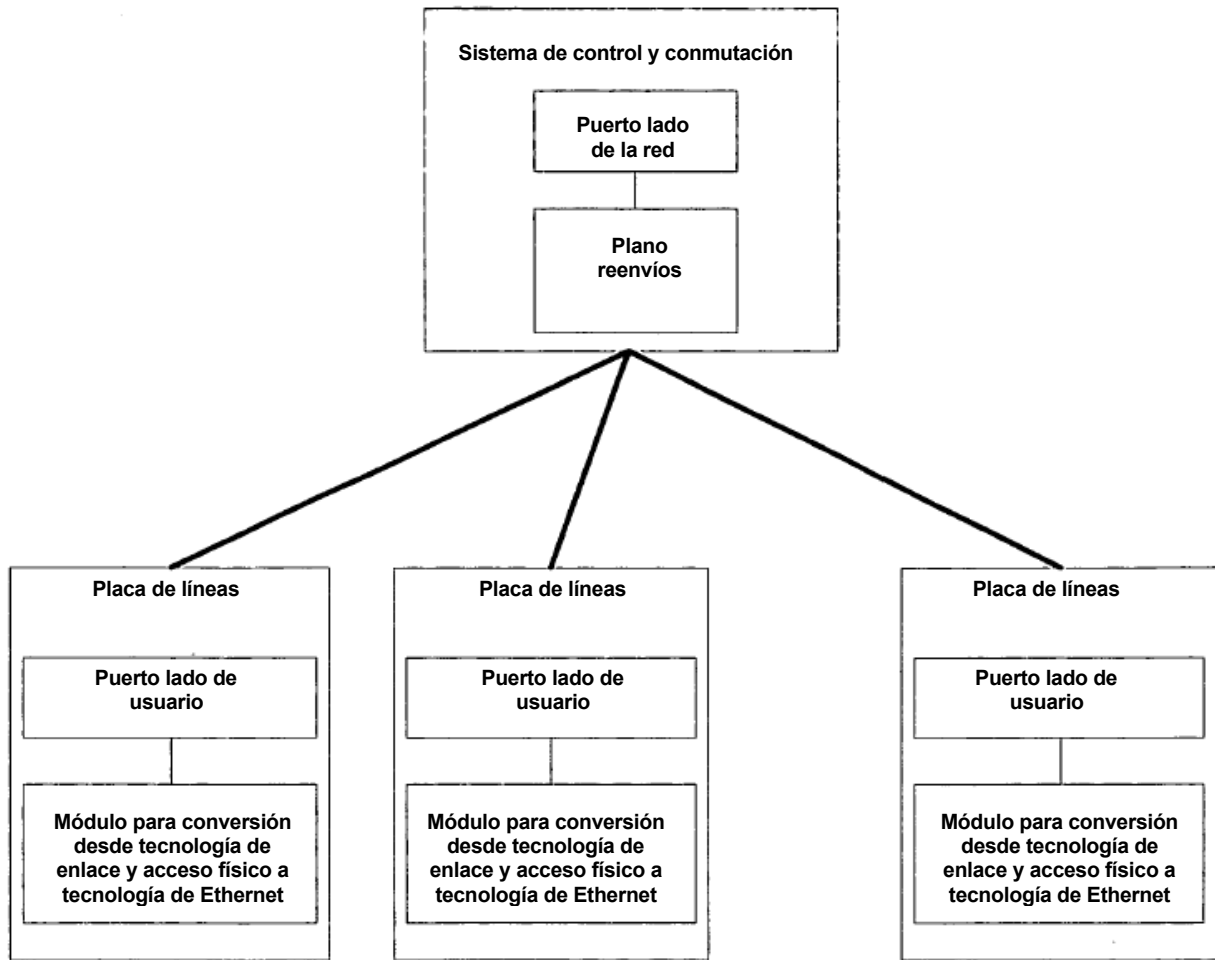 Sistema de control y conmutación
Puerto lado
de la red
Plano
reenvíos
Placa de líneas
Puerto lado de
usuario
Módulo para conversión
desde tecnología de
enlace y acceso físico a
tecnología de Ethernet
Placa de líneas
Puerto lado de
usuario
Módulo para conversión
desde tecnología de
enlace y acceso físico a
tecnología de Ethernet
Placa de líneas
Puerto lado de
usuario
Módulo para conversión
desde tecnología de
enlace y acceso físico a
tecnología de Ethernet